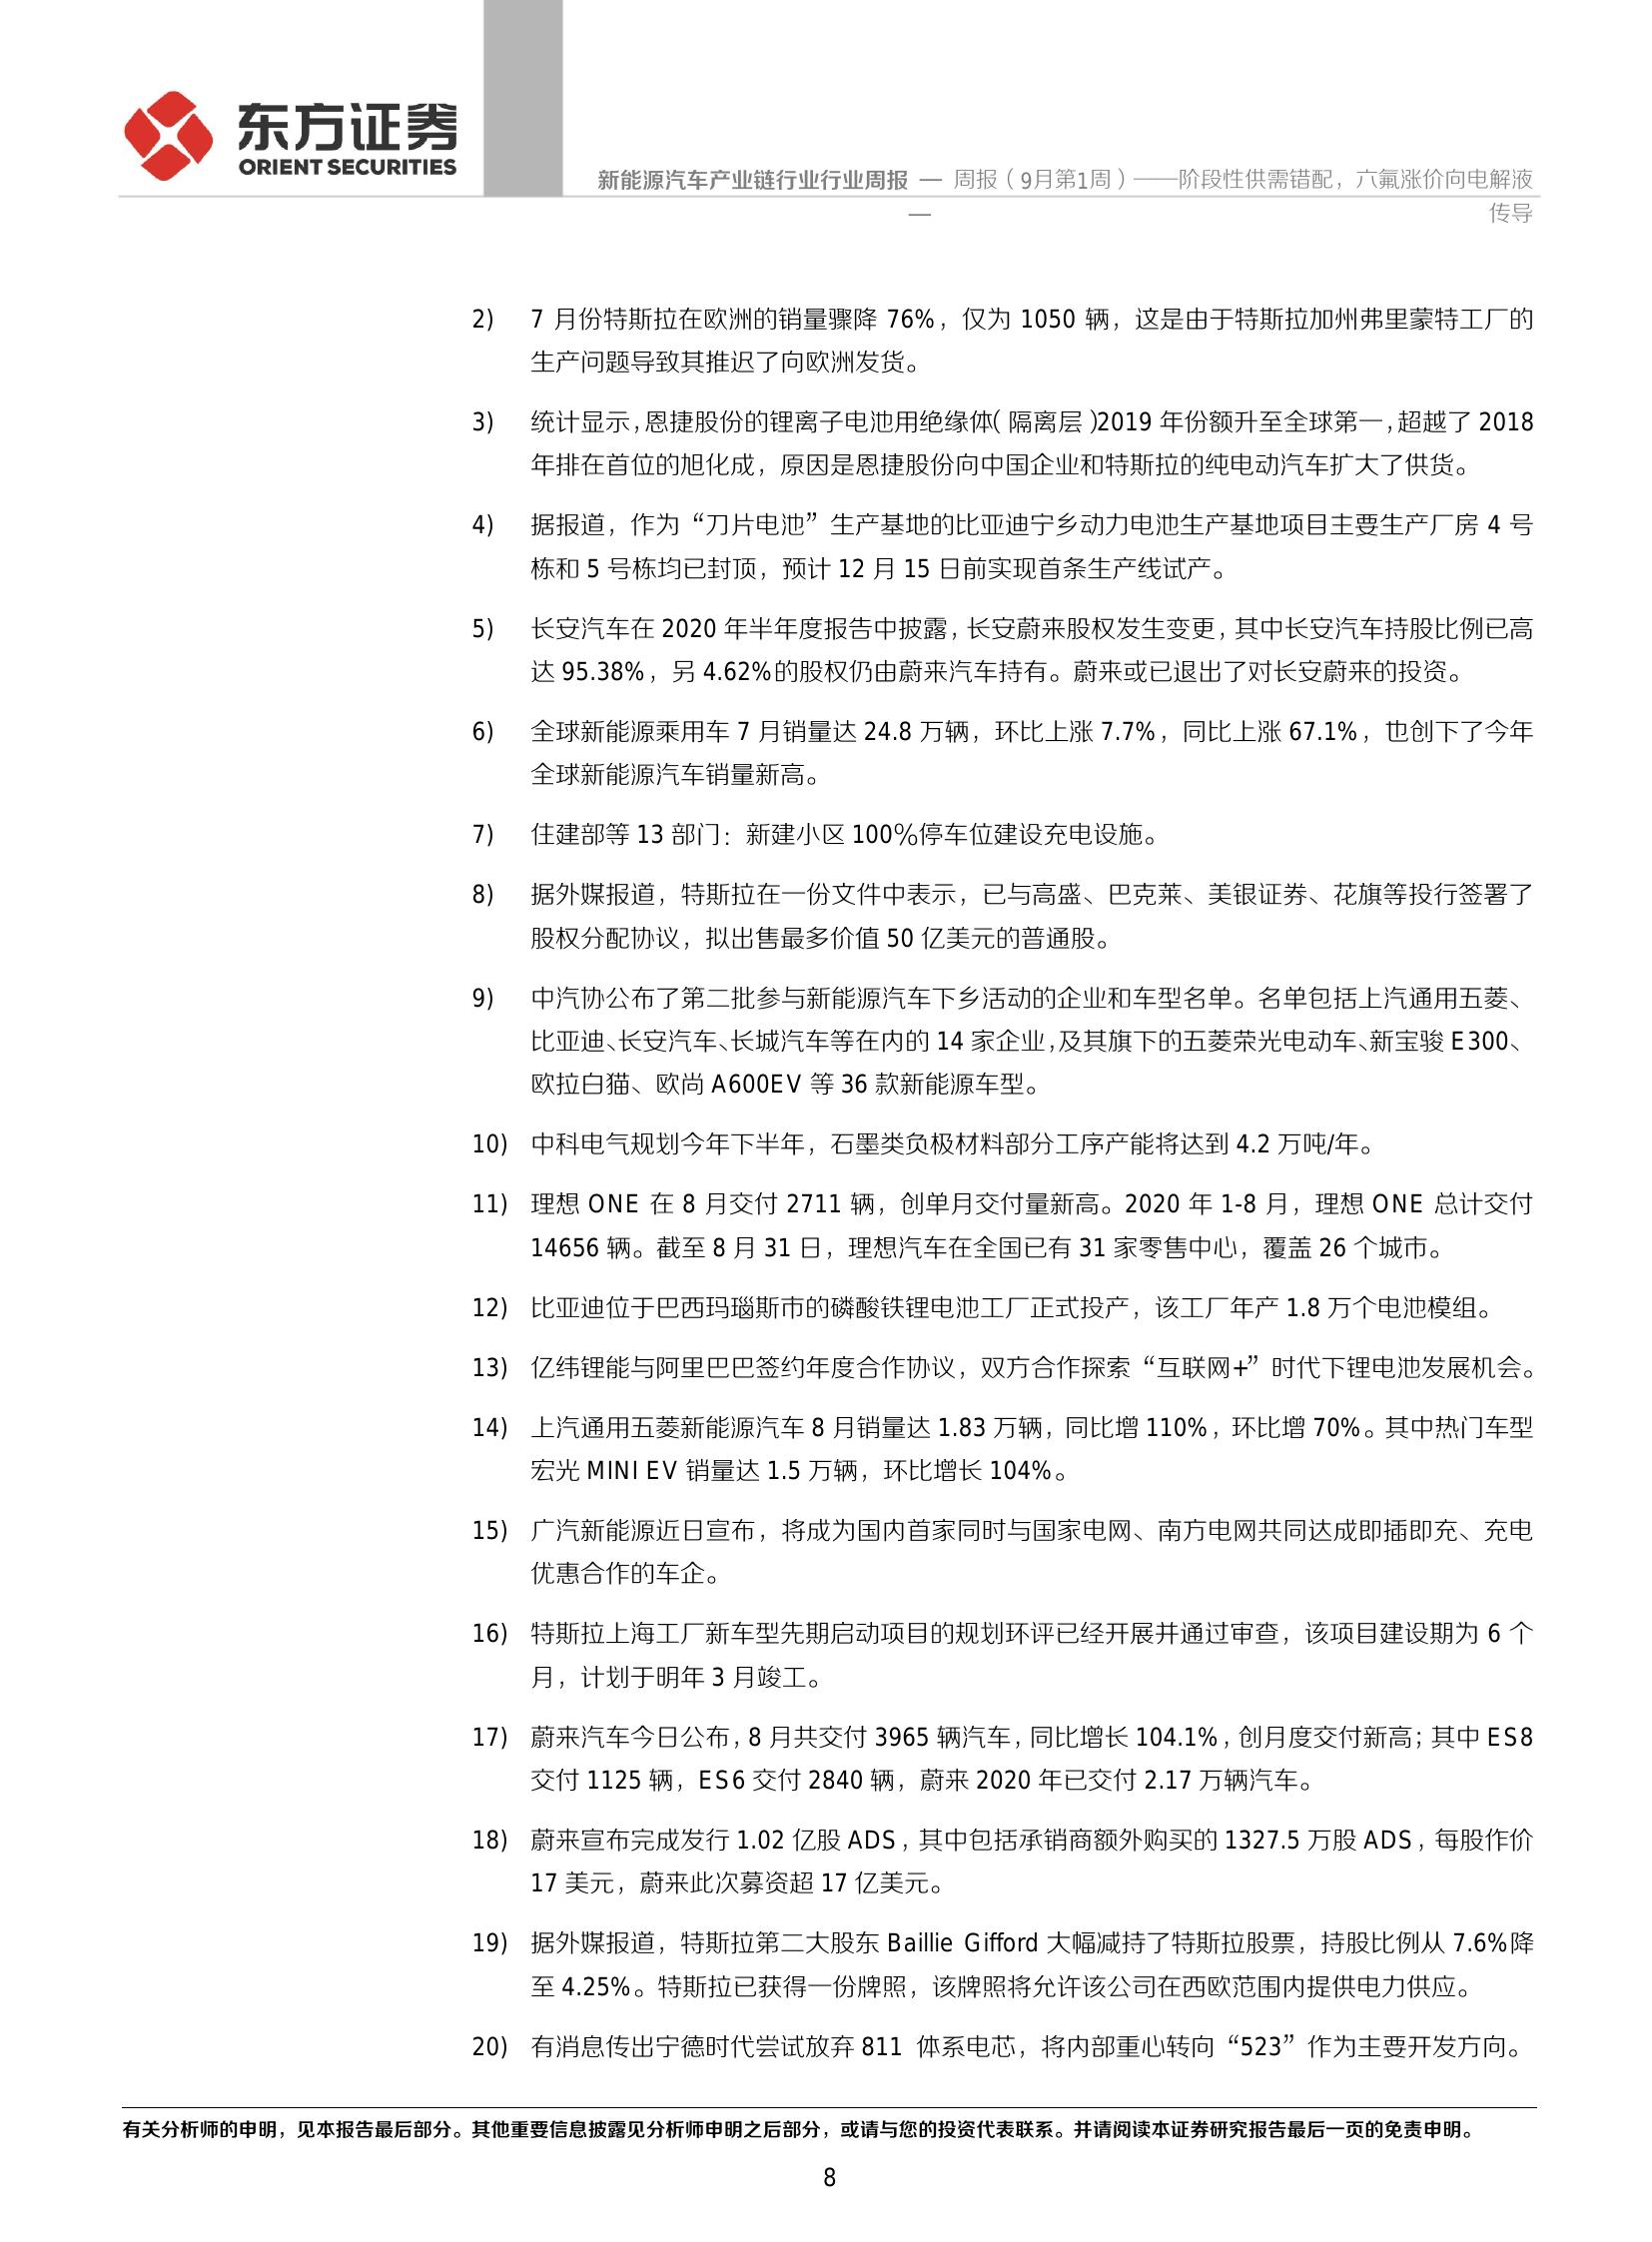 东方证券
ORIENT SECURITIES
新能源汽车产业链行业行业周报 — 周报（9月第1周）——阶段性供需错配，六氟涨价向电解液
—
传导
2) 7 月份特斯拉在欧洲的销量骤降 76%，仅为 1050 辆，这是由于特斯拉加州弗里蒙特工厂的
生产问题导致其推迟了向欧洲发货。
3) 统计显示，恩捷股份的锂离子电池用绝缘体（隔离层）2019 年份额升至全球第一，超越了 2018
年排在首位的旭化成，原因是恩捷股份向中国企业和特斯拉的纯电动汽车扩大了供货。
4) 据报道，作为“刀片电池”生产基地的比亚迪宁乡动力电池生产基地项目主要生产厂房 4 号
栋和 5 号栋均已封顶，预计 12 月 15 日前实现首条生产线试产。
5) 长安汽车在 2020 年半年度报告中披露，长安蔚来股权发生变更，其中长安汽车持股比例已高
达 95.38%，另 4.62%的股权仍由蔚来汽车持有。蔚来或已退出了对长安蔚来的投资。
6) 全球新能源乘用车 7 月销量达 24.8 万辆，环比上涨 7.7%，同比上涨 67.1%，也创下了今年
全球新能源汽车销量新高。
7) 住建部等 13 部门：新建小区 100％停车位建设充电设施。
8) 据外媒报道，特斯拉在一份文件中表示，已与高盛、巴克莱、美银证券、花旗等投行签署了
股权分配协议，拟出售最多价值 50 亿美元的普通股。
9) 中汽协公布了第二批参与新能源汽车下乡活动的企业和车型名单。名单包括上汽通用五菱、
比亚迪、长安汽车、长城汽车等在内的 14 家企业，及其旗下的五菱荣光电动车、新宝骏 E300、
欧拉白猫、欧尚 A600EV 等 36 款新能源车型。
10) 中科电气规划今年下半年，石墨类负极材料部分工序产能将达到 4.2 万吨/年。
11) 理想 ONE 在 8 月交付 2711 辆，创单月交付量新高。2020 年 1-8 月，理想 ONE 总计交付
14656 辆。截至 8 月 31 日，理想汽车在全国已有 31 家零售中心，覆盖 26 个城市。
12) 比亚迪位于巴西玛瑙斯市的磷酸铁锂电池工厂正式投产，该工厂年产 1.8 万个电池模组。
13) 亿纬锂能与阿里巴巴签约年度合作协议，双方合作探索“互联网+”时代下锂电池发展机会。
14) 上汽通用五菱新能源汽车 8 月销量达 1.83 万辆，同比增 110%，环比增 70%。其中热门车型
宏光 MINI EV 销量达 1.5 万辆，环比增长 104%。
15) 广汽新能源近日宣布，将成为国内首家同时与国家电网、南方电网共同达成即插即充、充电
优惠合作的车企。
16) 特斯拉上海工厂新车型先期启动项目的规划环评已经开展并通过审查，该项目建设期为 6 个
月，计划于明年 3 月竣工。
17) 蔚来汽车今日公布，8 月共交付 3965 辆汽车，同比增长 104.1%，创月度交付新高；其中 ES8
交付 1125 辆，ES6 交付 2840 辆，蔚来 2020 年已交付 2.17 万辆汽车。
18) 蔚来宣布完成发行 1.02 亿股 ADS，其中包括承销商额外购买的 1327.5 万股 ADS，每股作价
17 美元，蔚来此次募资超 17 亿美元。
19) 据外媒报道，特斯拉第二大股东 Baillie Gifford 大幅减持了特斯拉股票，持股比例从 7.6%降
至 4.25%。特斯拉已获得一份牌照，该牌照将允许该公司在西欧范围内提供电力供应。
20) 有消息传出宁德时代尝试放弃 811 体系电芯，将内部重心转向“523”作为主要开发方向。
有关分析师的申明，见本报告最后部分。其他重要信息披露见分析师申明之后部分，或请与您的投资代表联系。并请阅读本证券研究报告最后一页的免责申明。
8